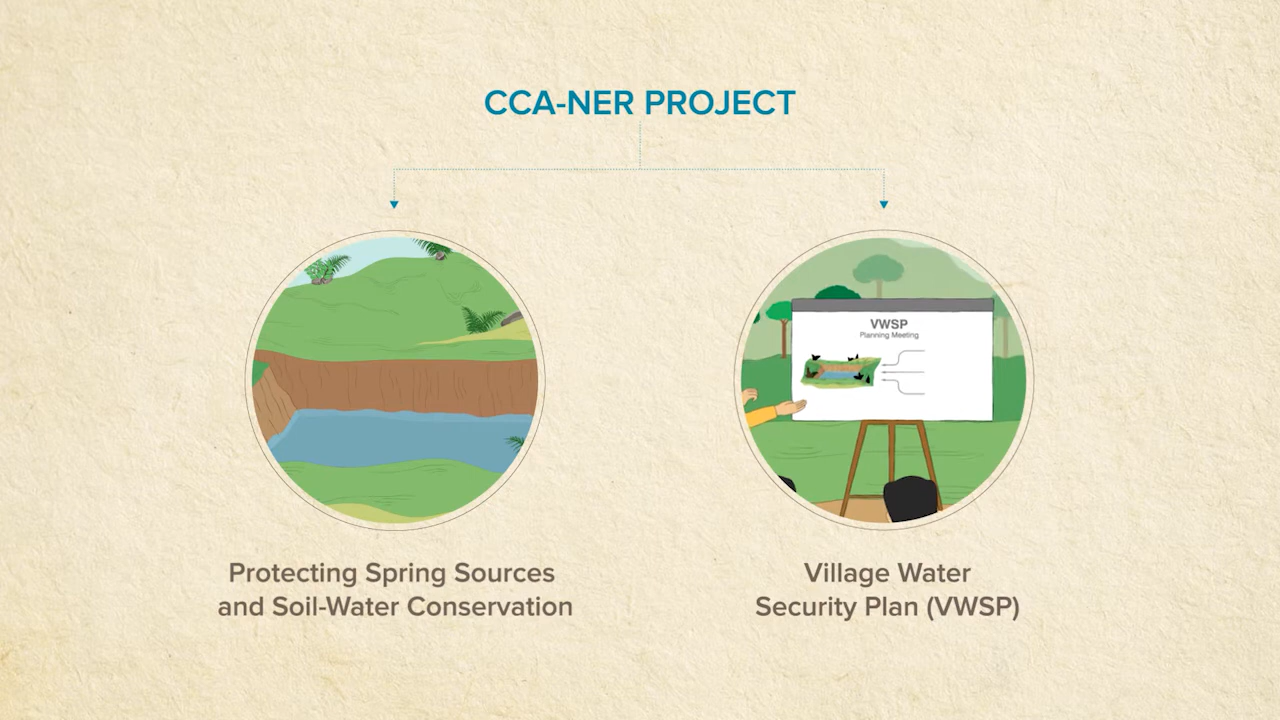 CCA-NER PROJECT
VWSP
Planning Meeting
Protecting Spring Sources
and Soil-Water Conservation
Village Water
Security Plan (VWSP)